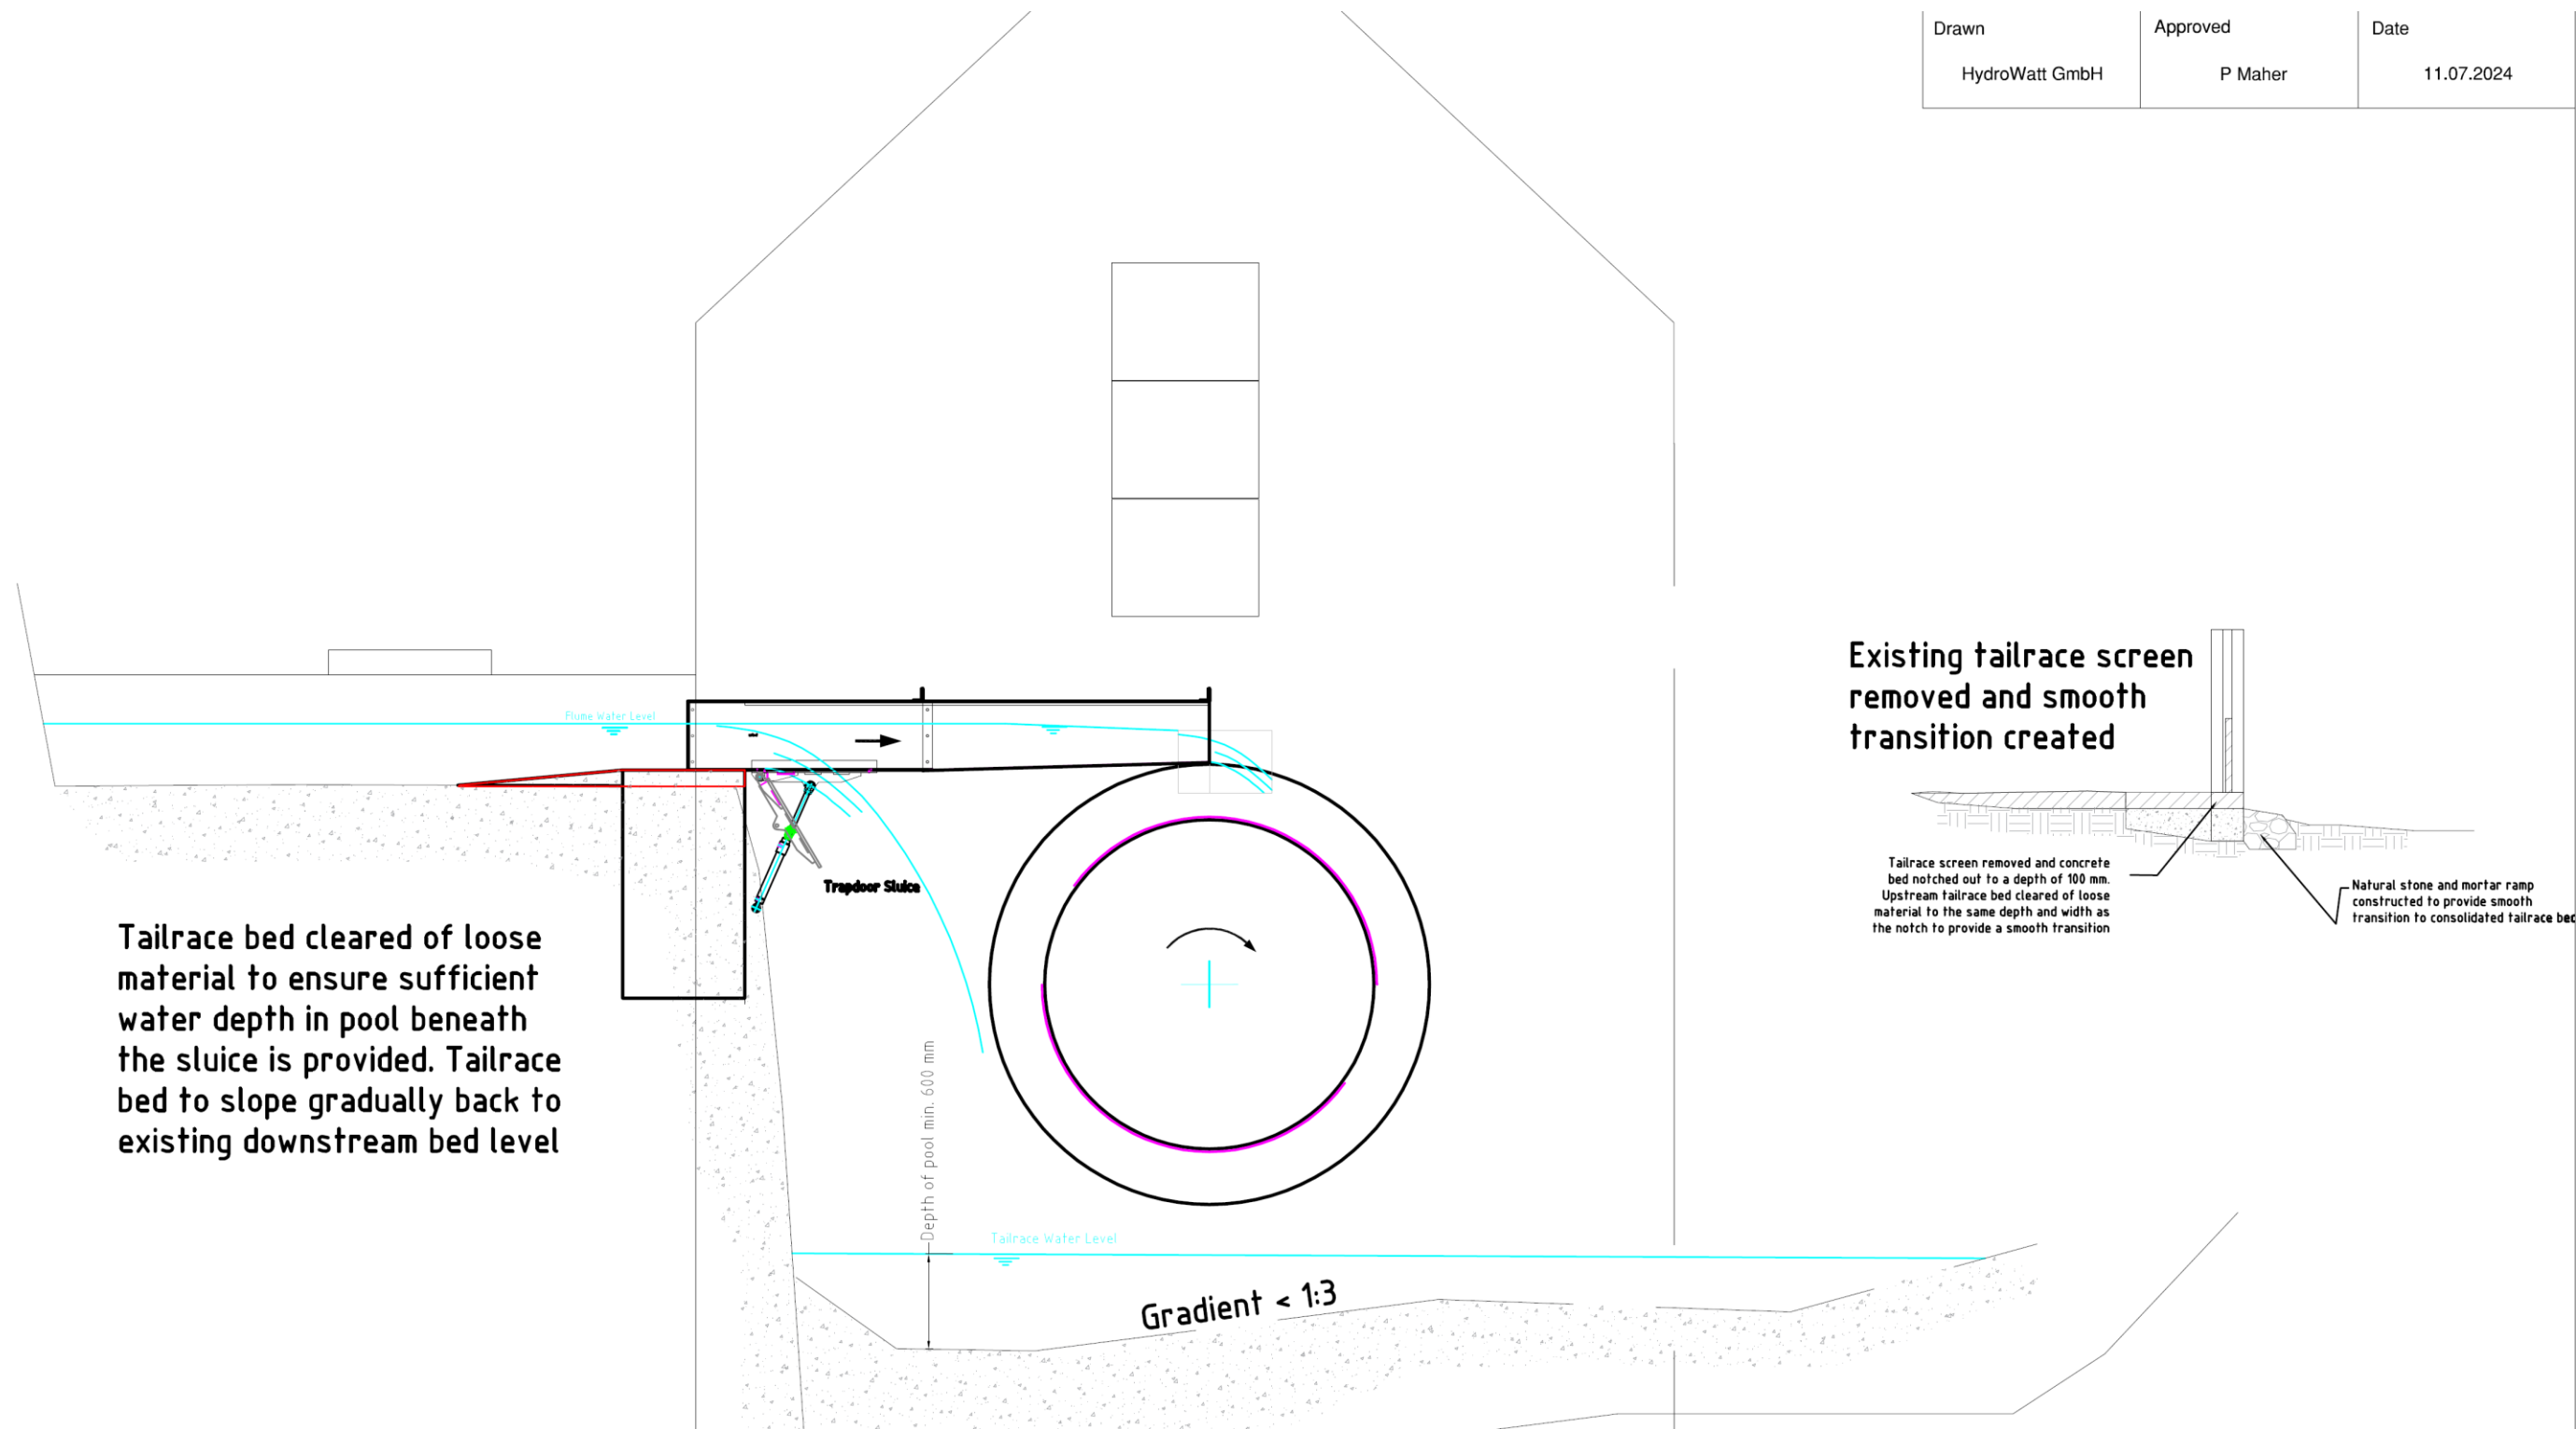 Drawn
Approved
Date
HydroWatt GmbH
P Maher
11.07.2024
Existing tailrace screen
removed and smooth
transition created
Flume Water Level
Trapdoor Sluice
Tailrace screen removed and concrete
bed notched out to a depth of 100 mm.
Upstream tailrace bed cleared of loose
material to the same depth and width as
the notch to provide a smooth transition
Natural stone and mortar ramp
constructed to provide smooth
transition to consolidated tailrace bed
Tailrace bed cleared of loose
material to ensure sufficient
water depth in pool beneath
the sluice is provided. Tailrace
bed to slope gradually back to
existing downstream bed level
Depth of pool min. 600 mm
Tailrace Water Level
Gradient < 1:3